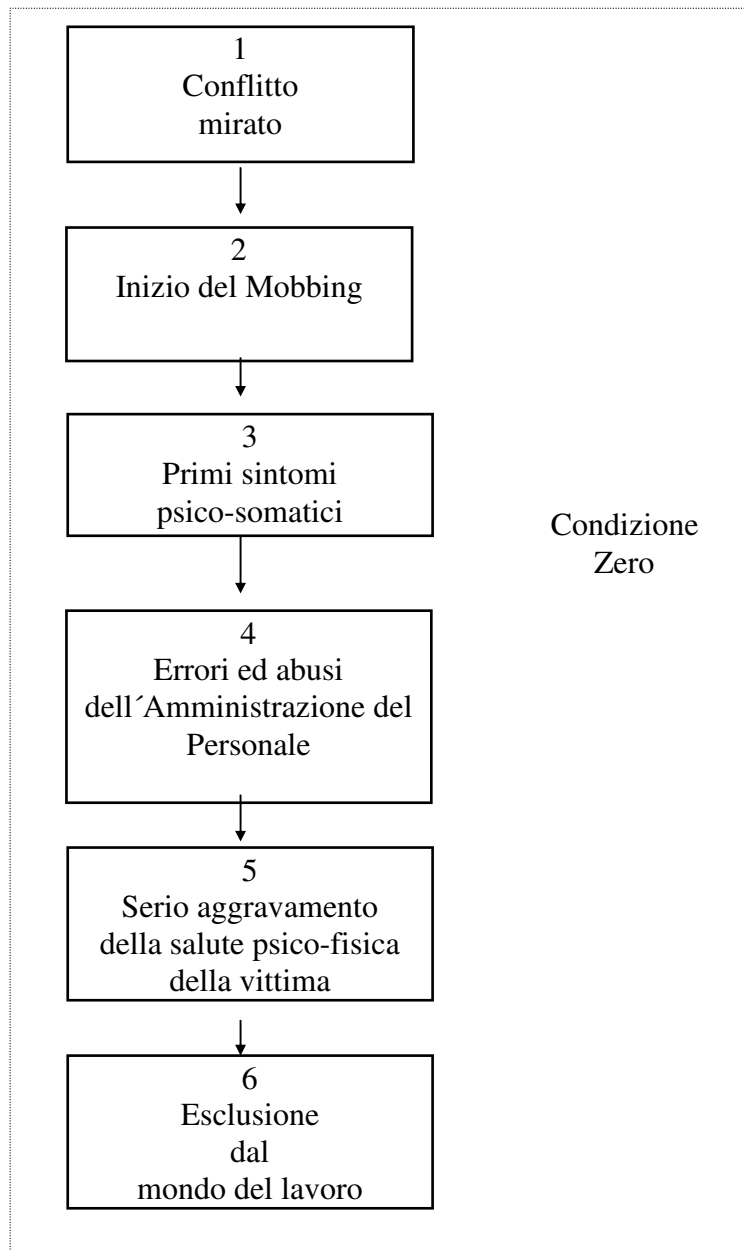 1
Conflitto
mirato
2
Inizio del Mobbing
3
Primi sintomi
psico-somatici
Condizione
Zero
4
Errori ed abusi
dell´Amministrazione del
Personale
5
Serio aggravamento
della salute psico-fisica
della vittima
6
Esclusione
dal
mondo del lavoro